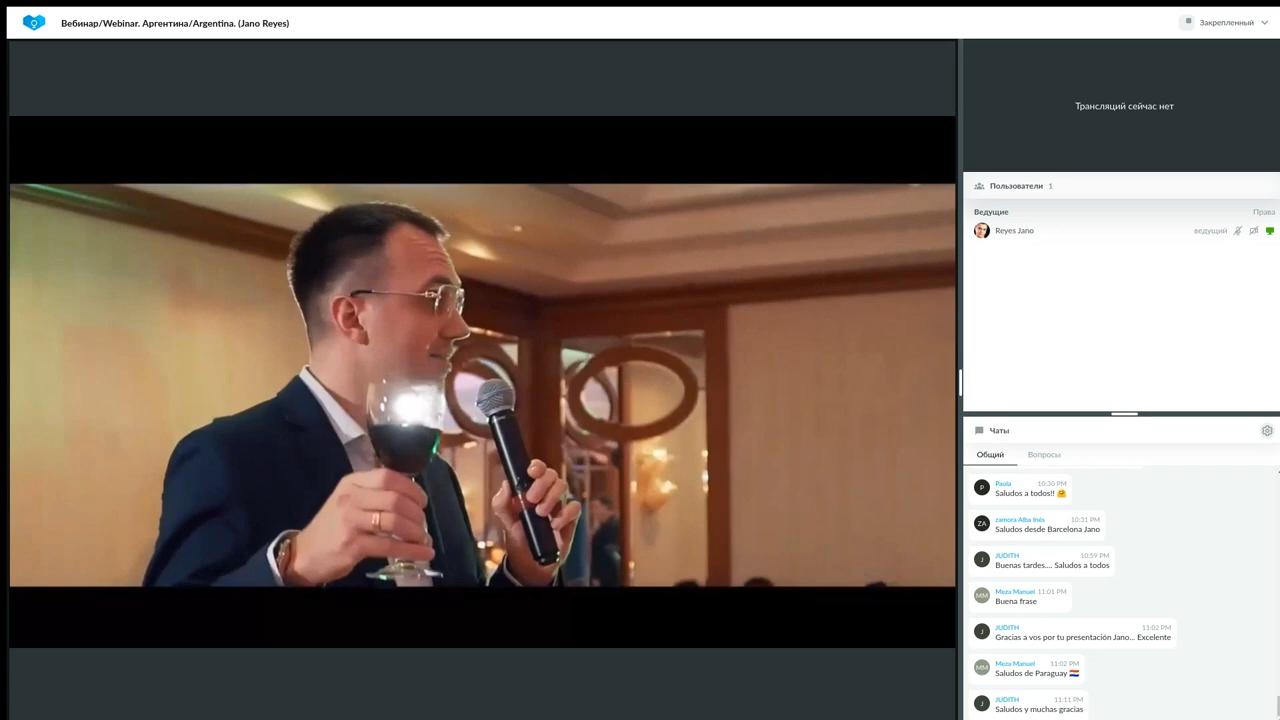 Вебинар/Webinar. Аргентина/Argentina. (Jano Reyes)
Закрепленный
Трансляций сейчас нет
Пользователи 1
Ведущие Права
Reyes Jano ведущий
Чаты
Общий Вопросы
P
Paula 10:30 PM
Saludos a todos!! 🤗
ZA
zamora Alba Inés 10:31 PM
Saludos desde Barcelona Jano
J
JUDITH 10:59 PM
Buenas tardes.... Saludos a todos
MM
Meza Manuel 11:01 PM
Buena frase
J
JUDITH 11:02 PM
Gracias a vos por tu presentación Jano... Excelente
MM
Meza Manuel 11:02 PM
Saludos de Paraguay 🇵🇾
J
JUDITH 11:11 PM
Saludos y muchas gracias